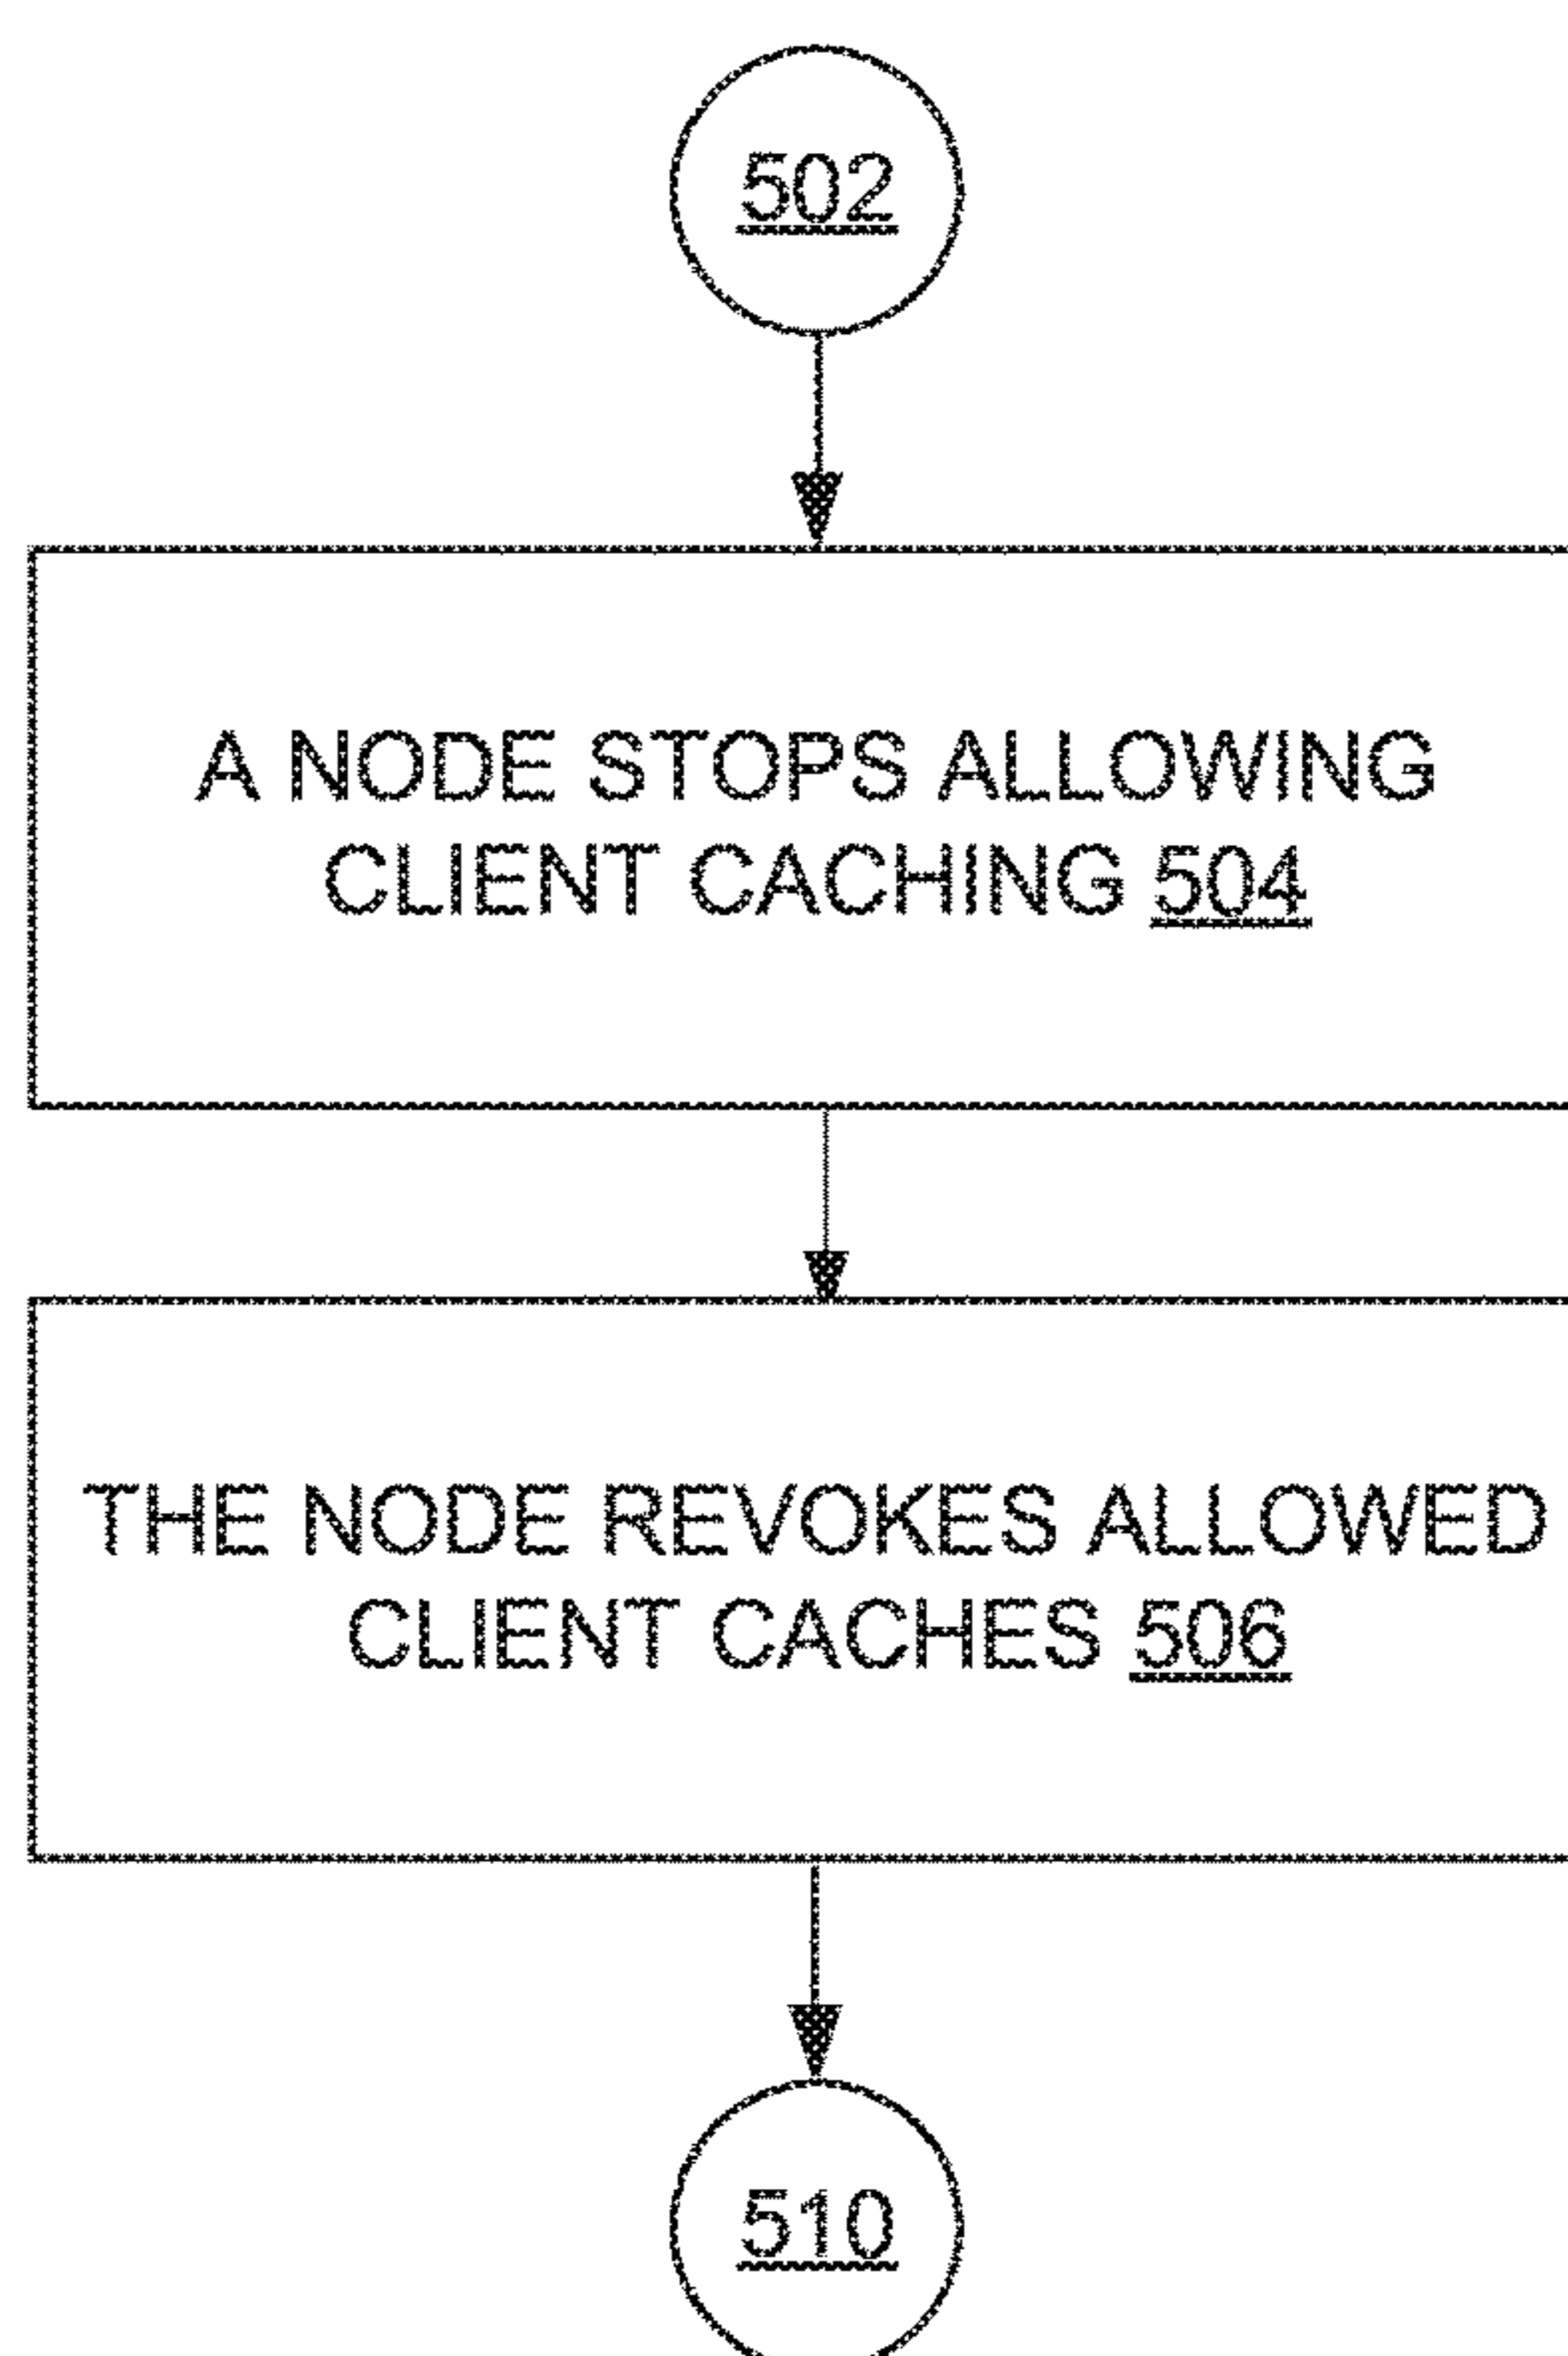 502
A NODE STOPS ALLOWING
CLIENT CACHING 504
THE NODE REVOKES ALLOWED
CLIENT CACHES 506
510